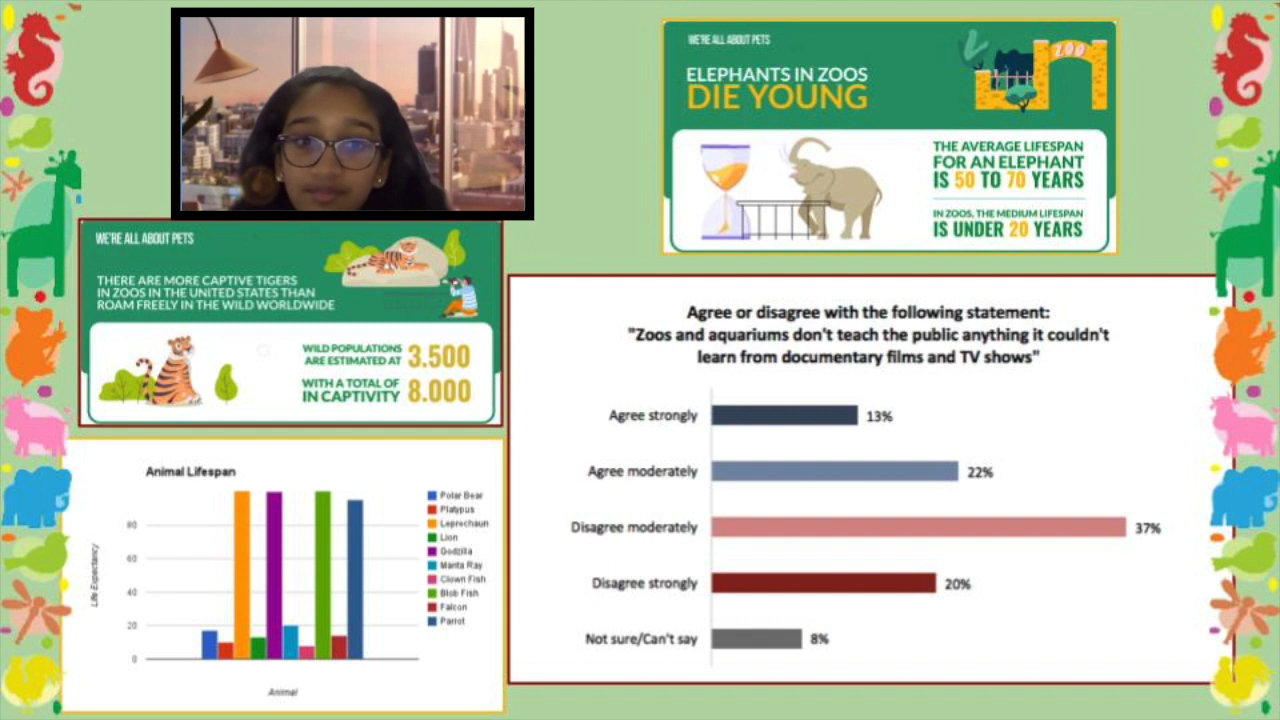 WE'RE ALL ABOUT PETS
ELEPHANTS IN ZOOS
DIE YOUNG
ZOO
THE AVERAGE LIFESPAN
FOR AN ELEPHANT
IS 50 TO 70 YEARS
IN ZOOS, THE MEDIUM LIFESPAN
IS UNDER 20 YEARS
WE'RE ALL ABOUT PETS
THERE ARE MORE CAPTIVE TIGERS
IN ZOOS IN THE UNITED STATES THAN
ROAM FREELY IN THE WILD WORLDWIDE
WILD POPULATIONS
ARE ESTIMATED AT 3.500
WITH A TOTAL OF
IN CAPTIVITY 8.000
Agree or disagree with the following statement:
"Zoos and aquariums don't teach the public anything it couldn't
learn from documentary films and TV shows"
Agree strongly 13%
Agree moderately 22%
Disagree moderately 37%
Disagree strongly 20%
Not sure/Can't say 8%
Animal Lifespan
Life Expectancy
80
60
40
20
0
Animal
Polar Bear
Platypus
Leprechaun
Lion
Godzilla
Manta Ray
Clown Fish
Blob Fish
Falcon
Parrot